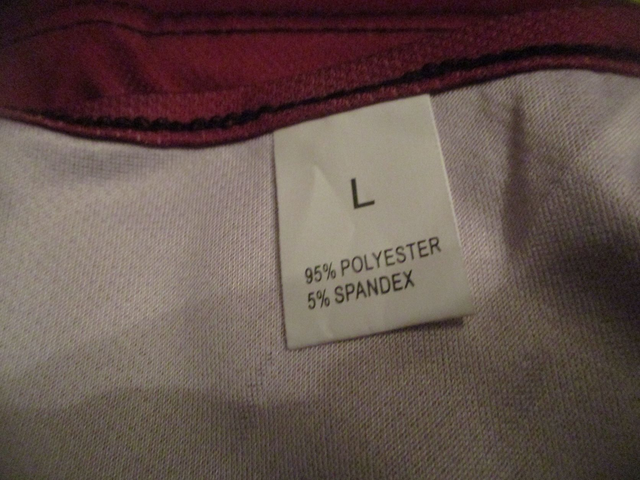 L
95% POLYESTER
5% SPANDEX